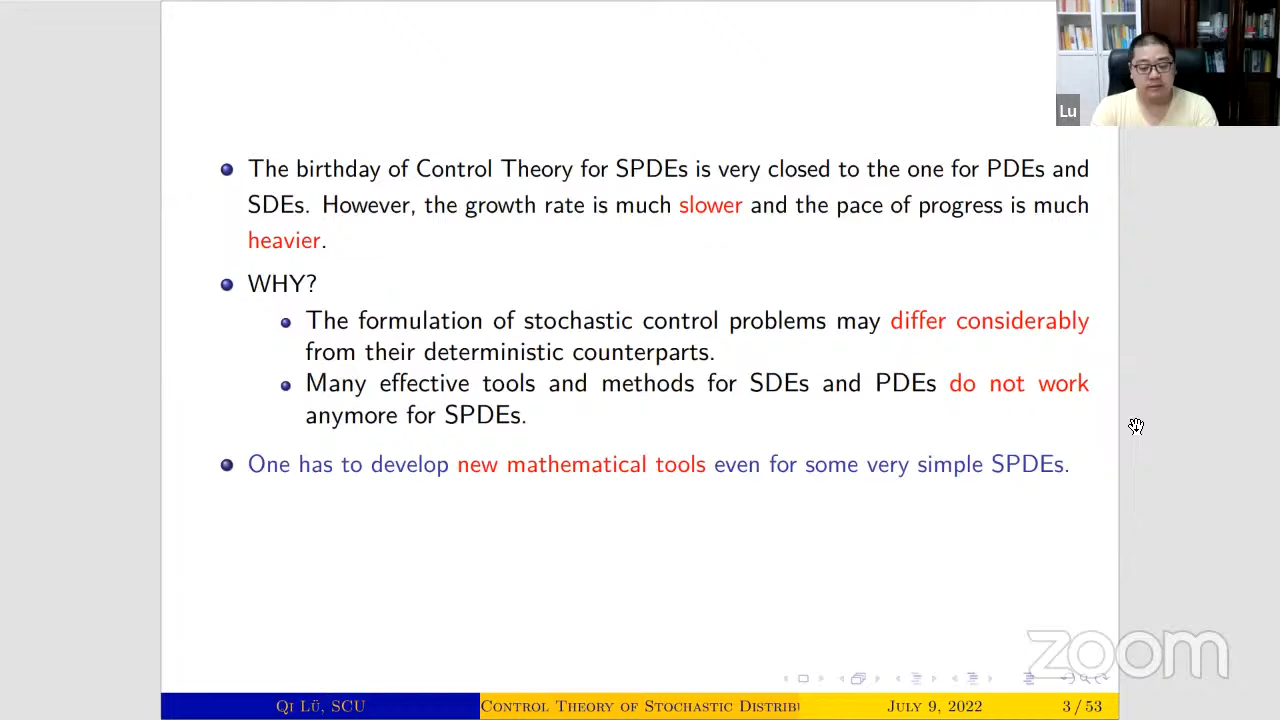 Lu
The birthday of Control Theory for SPDEs is very closed to the one for PDEs and
SDEs. However, the growth rate is much slower and the pace of progress is much
heavier.
WHY?
The formulation of stochastic control problems may differ considerably
from their deterministic counterparts.
Many effective tools and methods for SDEs and PDEs do not work
anymore for SPDEs.
One has to develop new mathematical tools even for some very simple SPDEs.
zoom
Qi Lü, SCU
Control Theory of Stochastic Distribu
July 9, 2022
3 / 53